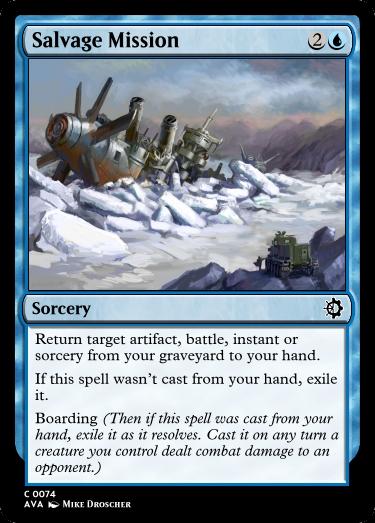 Salvage Mission
2
Sorcery
Return target artifact, battle, instant or
sorcery from your graveyard to your hand.
If this spell wasn't cast from your hand, exile
it.
Boarding (Then if this spell was cast from your
hand, exile it as it resolves. Cast it on any turn a
creature you control dealt combat damage to an
opponent.)
C 0074
AVA Mike Droscher